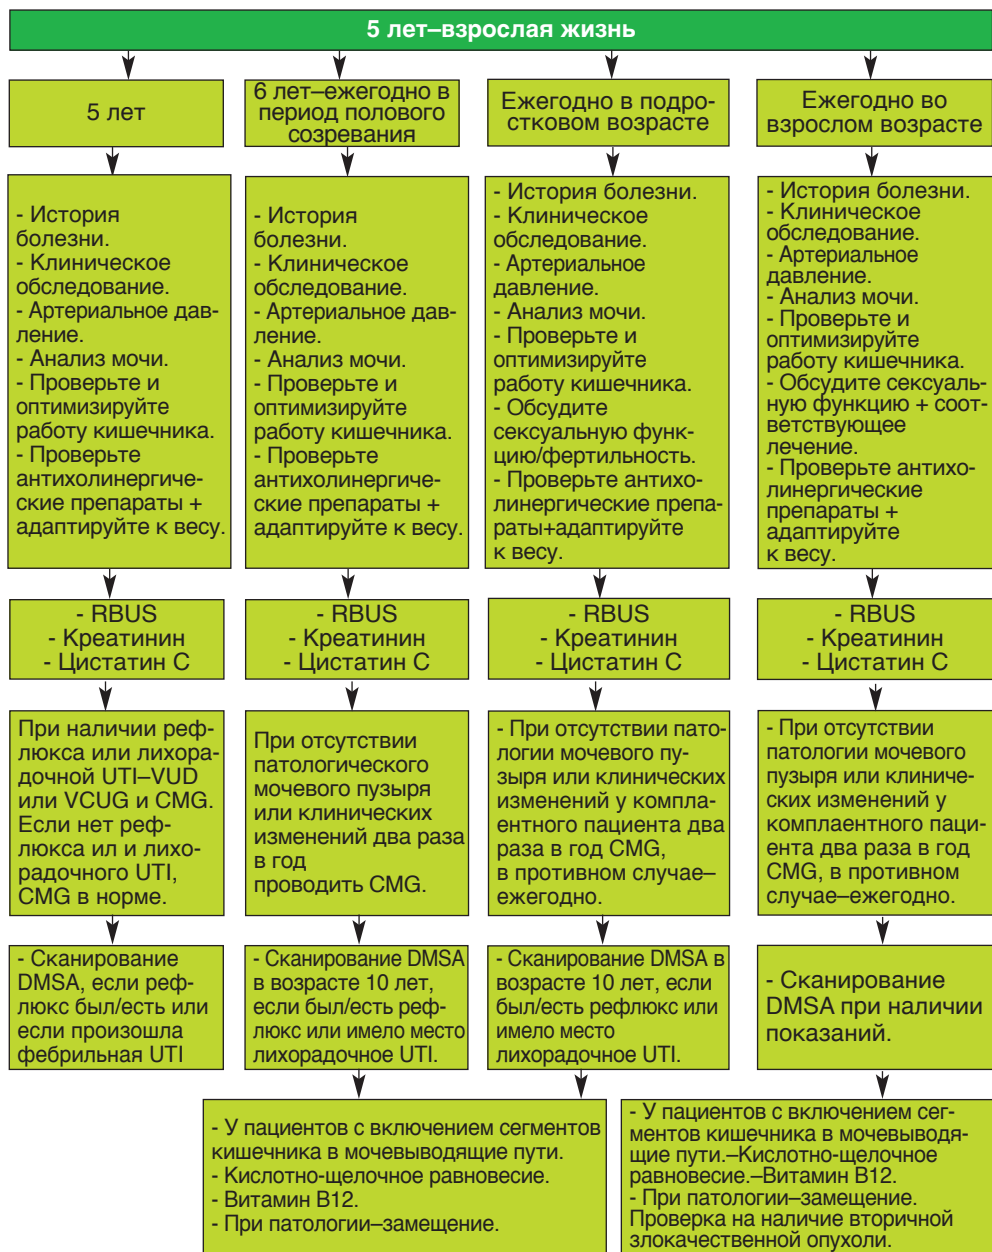 5 лет–взрослая жизнь
5 лет
6 лет–ежегодно в
период полового
созревания
Ежегодно в подро-
стковом возрасте
Ежегодно во
взрослом возрасте
- История
болезни.
- Клиническое
обследование.
- Артериальное дав-
ление.
- Анализ мочи.
- Проверьте и
оптимизируйте
работу кишечника.
- Проверьте
антихолинергиче-
ские препараты +
адаптируйте к весу.
- История
болезни.
- Клиническое
обследование.
- Артериальное дав-
ление.
- Анализ мочи.
- Проверьте и
оптимизируйте
работу кишечника.
- Проверьте
антихолинергиче-
ские препараты +
адаптируйте к весу.
- История болезни.
- Клиническое
обследование.
- Артериальное
давление.
- Анализ мочи.
- Проверьте и
оптимизируйте
работу кишечника.
- Обсудите
сексуальную функ-
цию/фертильность.
- Проверьте антихо-
линергические препа-
раты+адаптируйте
к весу.
- История болезни.
- Клиническое
обследование.
- Артериальное
давление.
- Анализ мочи.
- Проверьте и
оптимизируйте
работу кишечника.
- Обсудите сексуаль-
ную функцию + соот-
ветствующее
лечение.
- Проверьте антихо-
линергические
препараты +
адаптируйте
к весу.
- RBUS
- Креатинин
- Цистатин С
- RBUS
- Креатинин
- Цистатин С
- RBUS
- Креатинин
- Цистатин С
- RBUS
- Креатинин
- Цистатин С
При наличии реф-
люкса или лихора-
дочной UTI–VUD
или VCUG и CMG.
Если нет реф-
люкса ил и лихо-
радочного UTI,
CMG в норме.
При отсутствии
патологического
мочевого пузыря
или клинических
изменений два раза
в год
проводить CMG.
- При отсутствии пато-
логии мочевого пу-
зыря или клинических
изменений у компла-
ентного пациента два
раза в год CMG,
в противном случае–
ежегодно.
- При отсутствии
патологии мочевого
пузыря или клиниче-
ских изменений у
комплаентного паци-
ента два раза в год
CMG, в противном
случае–ежегодно.
- Сканирование
DMSA, если реф-
люкс был/есть или
если произошла
фебрильная UTI
- Сканирование DMSA
в возрасте 10 лет,
если был/есть реф-
люкс или имело место
лихорадочное UTI.
- Сканирование DMSA в
возрасте 10 лет, если
был/есть рефлюкс или
имело место
лихорадочное UTI.
- Сканирование
DMSA при наличии
показаний.
- У пациентов с включением сегментов
кишечника в мочевыводящие пути.
- Кислотно-щелочное равновесие.
- Витамин В12.
- При патологии–замещение.
- У пациентов с включением сег-
ментов кишечника в мочевыводя-
щие пути.–Кислотно-щелочное
равновесие.–Витамин В12.
- При патологии–замещение.
Проверка на наличие вторичной
злокачественной опухоли.